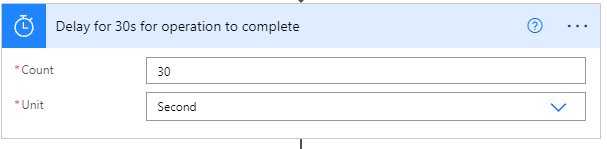 Delay for 30s for operation to complete
*Count
30
*Unit
Second